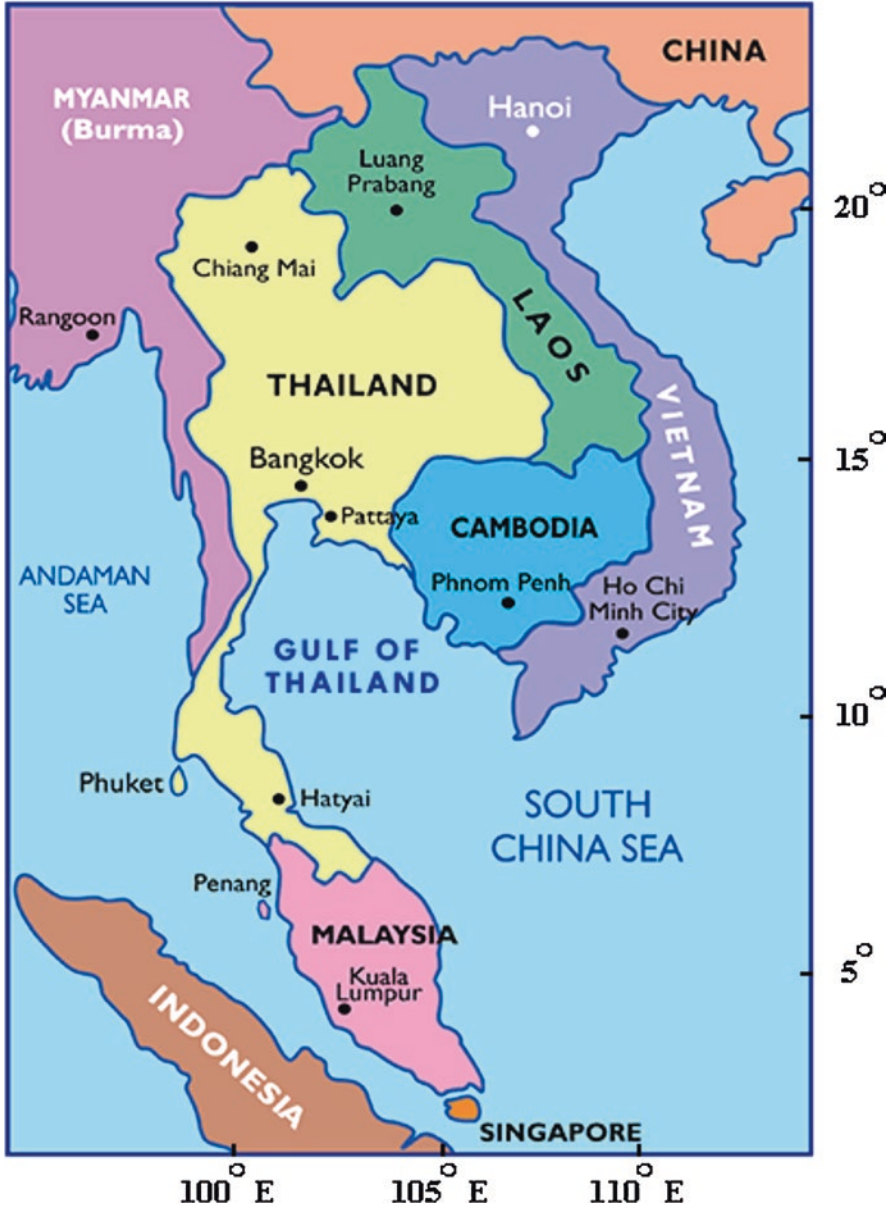 CHINA
MYANMAR
(Burma)
Hanoi
Luang
Prabang
20°
Chiang Mai
LAOS
Rangoon
THAILAND
VIETNAM
Bangkok
15°
Pattaya
CAMBODIA
ANDAMAN
SEA
Phnom Penh
Ho Chi
Minh City
GULF OF
THAILAND
10°
Phuket
Hatyai
SOUTH
CHINA SEA
Penang
MALAYSIA
5°
Kuala
Lumpur
INDONESIA
SINGAPORE
100° E
105° E
110° E